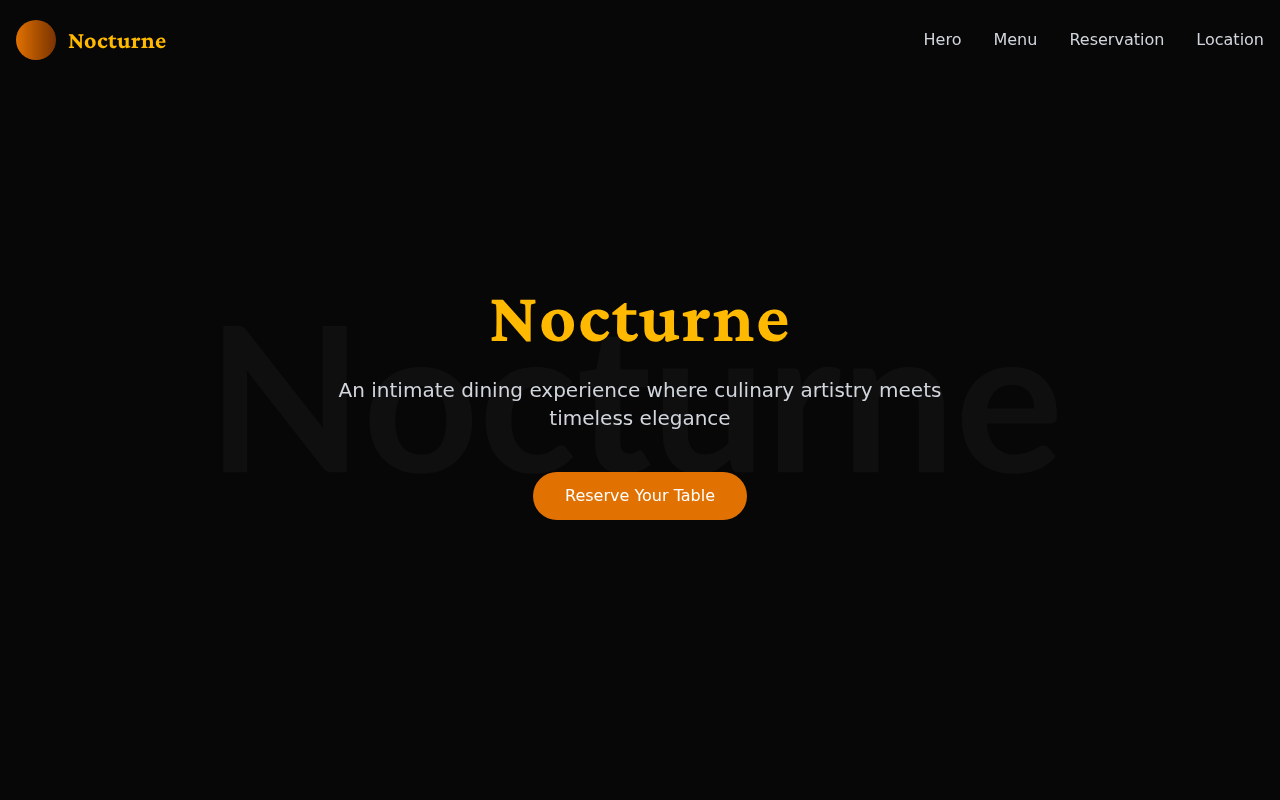 Nocturne
Hero
Menu
Reservation
Location
Nocturne
Nocturne
An intimate dining experience where culinary artistry meets
timeless elegance
Reserve Your Table